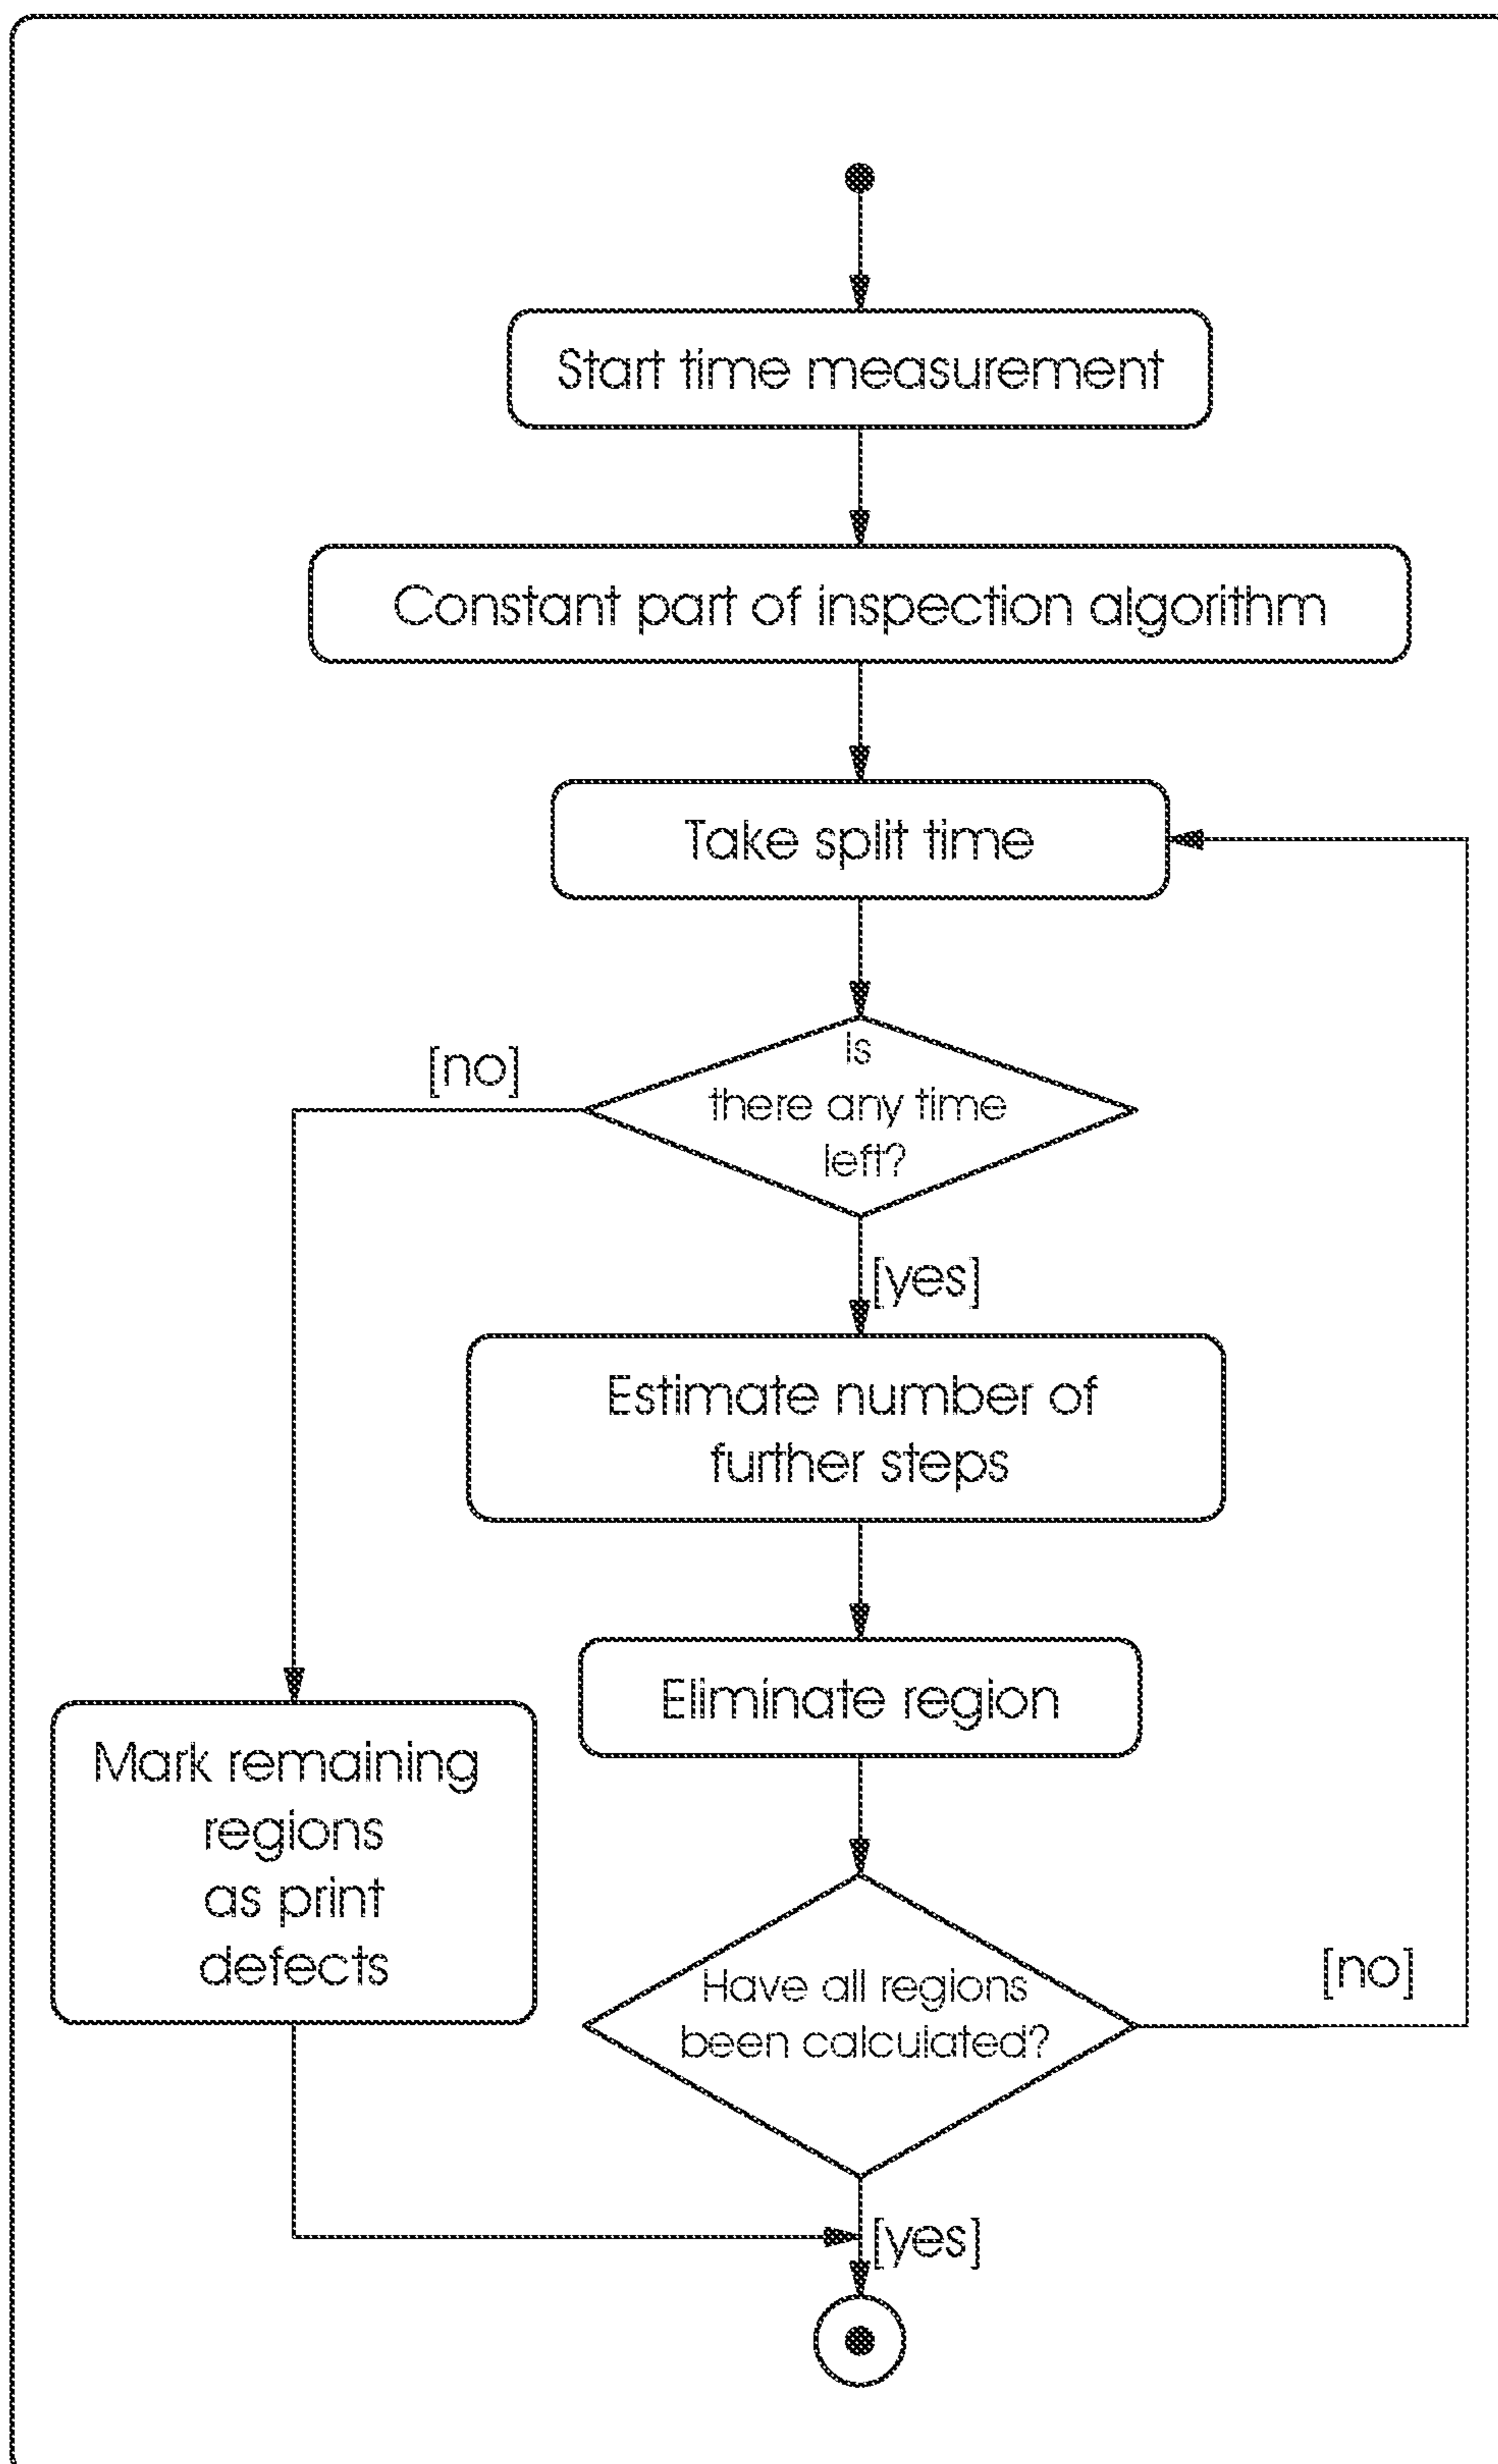 Start time measurement
Constant part of inspection algorithm
Take split time
Is
there any time
left?
[no]
[yes]
Estimate number of
further steps
Eliminate region
Mark remaining
regions
as print
defects
Have all regions
been calculated?
[no]
[yes]